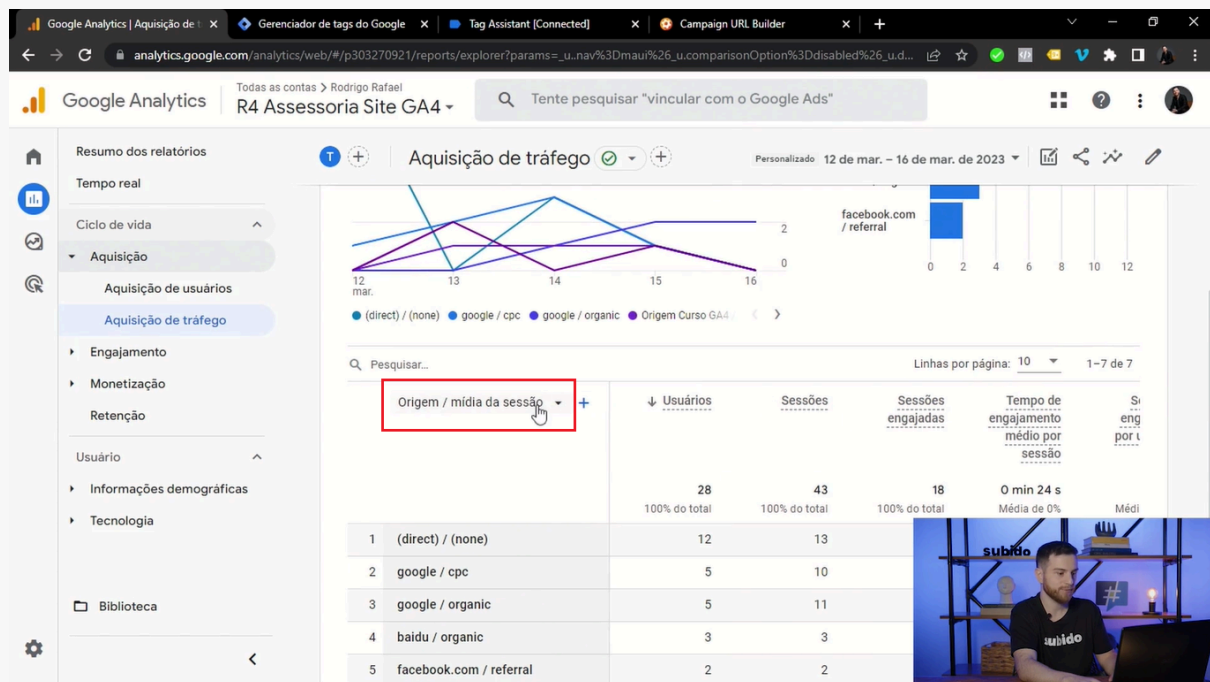 Google Analytics | Aquisição de t
Gerenciador de tags do Google
Tag Assistant [Connected]
Campaign URL Builder
analytics.google.com/analytics/web/#/p303270921/reports/explorer?params=_u..nav%3Dmaui%26_u.comparisonOption%3Ddisabled%26_u.d...
Google Analytics
Todas as contas > Rodrigo Rafael
R4 Assessoria Site GA4
Tente pesquisar "vincular com o Google Ads"
Resumo dos relatórios
Tempo real
Ciclo de vida
Aquisição
Aquisição de usuários
Aquisição de tráfego
Engajamento
Monetização
Retenção
Usuário
Informações demográficas
Tecnologia
Biblioteca
T
Aquisição de tráfego
Personalizado 12 de mar. – 16 de mar. de 2023
2
0
12 13 14 15 16
mar.
facebook.com
/ referral
0 2 4 6 8 10 12
(direct) / (none) google / cpc google / organic Origem Curso GA4
Pesquisar...
Linhas por página: 10 1–7 de 7
Origem / mídia da sessão
Usuários
Sessões
Sessões
engajadas
Tempo de
engajamento
médio por
sessão
28 43 18 0 min 24 s
100% do total 100% do total 100% do total Média de 0% Médi
1 (direct) / (none) 12 13
2 google / cpc 5 10
3 google / organic 5 11
4 baidu / organic 3 3
5 facebook.com / referral 2 2
subido
#
subido